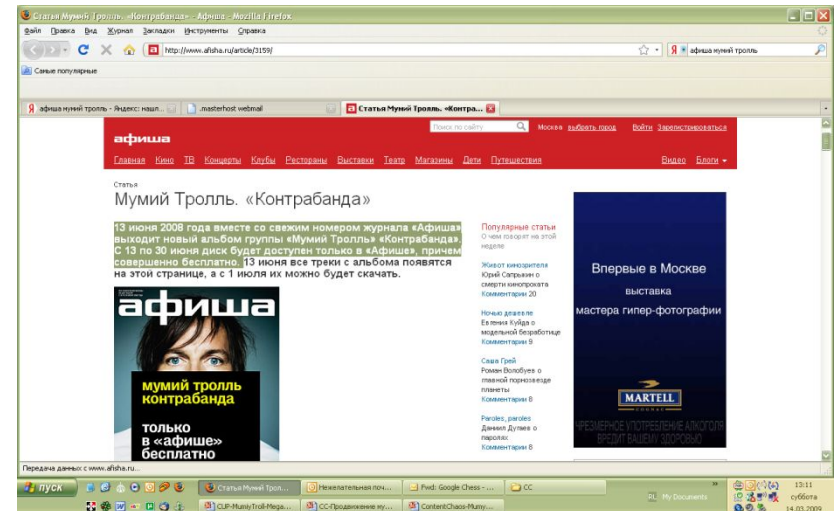 Статья Мумий Тролль. «Контрабанда» - Афиша - Mozilla Firefox
Файл Правка Вид Журнал Закладки Инструменты Справка
http://www.afisha.ru/article/3159/
афиша мумий тролль
Самые популярные
афиша мумий тролль - Яндекс: нашл...
.masterhost webmail
Статья Мумий Тролль. «Контра...
афиша
Поиск по сайту
Москва выбрать город Войти Зарегистрироваться
Главная Кино ТВ Концерты Клубы Рестораны Выставки Театр Магазины Дети Путешествия Видео Блоги
Статья
Мумий Тролль. «Контрабанда»
13 июня 2008 года вместе со свежим номером журнала «Афиша»
выходит новый альбом группы «Мумий Тролль» «Контрабанда».
С 13 по 30 июня диск будет доступен только в «Афише», причем
совершенно бесплатно. 13 июня все треки с альбома появятся
на этой странице, а с 1 июля их можно будет скачать.
афиша
мумий тролль
контрабанда
только
в «афише»
бесплатно
Популярные статьи
О чем говорят на этой
неделе
Живот кинозрителя
Юрий Сапрыкин о
смерти кинопроката
Комментарии 20
Ночью дешевле
Евгения Куйда о
модельной безработице
Комментарии 9
Саша Грей
Роман Волобуев о
главной порнозвезде
планеты
Комментарии 8
Paroles, paroles
Даниил Дугаев о
паролях
Комментарии 8
Впервые в Москве
выставка
мастера гипер-фотографии
MARTELL
COGNAC
ЧРЕЗМЕРНОЕ УПОТРЕБЛЕНИЕ АЛКОГОЛЯ
ВРЕДИТ ВАШЕМУ ЗДОРОВЬЮ
Передача данных с www.afisha.ru...
пуск
Статья Мумий Трол...
Нежелательная поч...
Fwd: Google Chess - ...
CC
CUP-MumiyTroll-Mega...
CC-Продвижение му...
ContentChaos-Mumy...
RL My Documents
13:11
суббота
14.03.2009